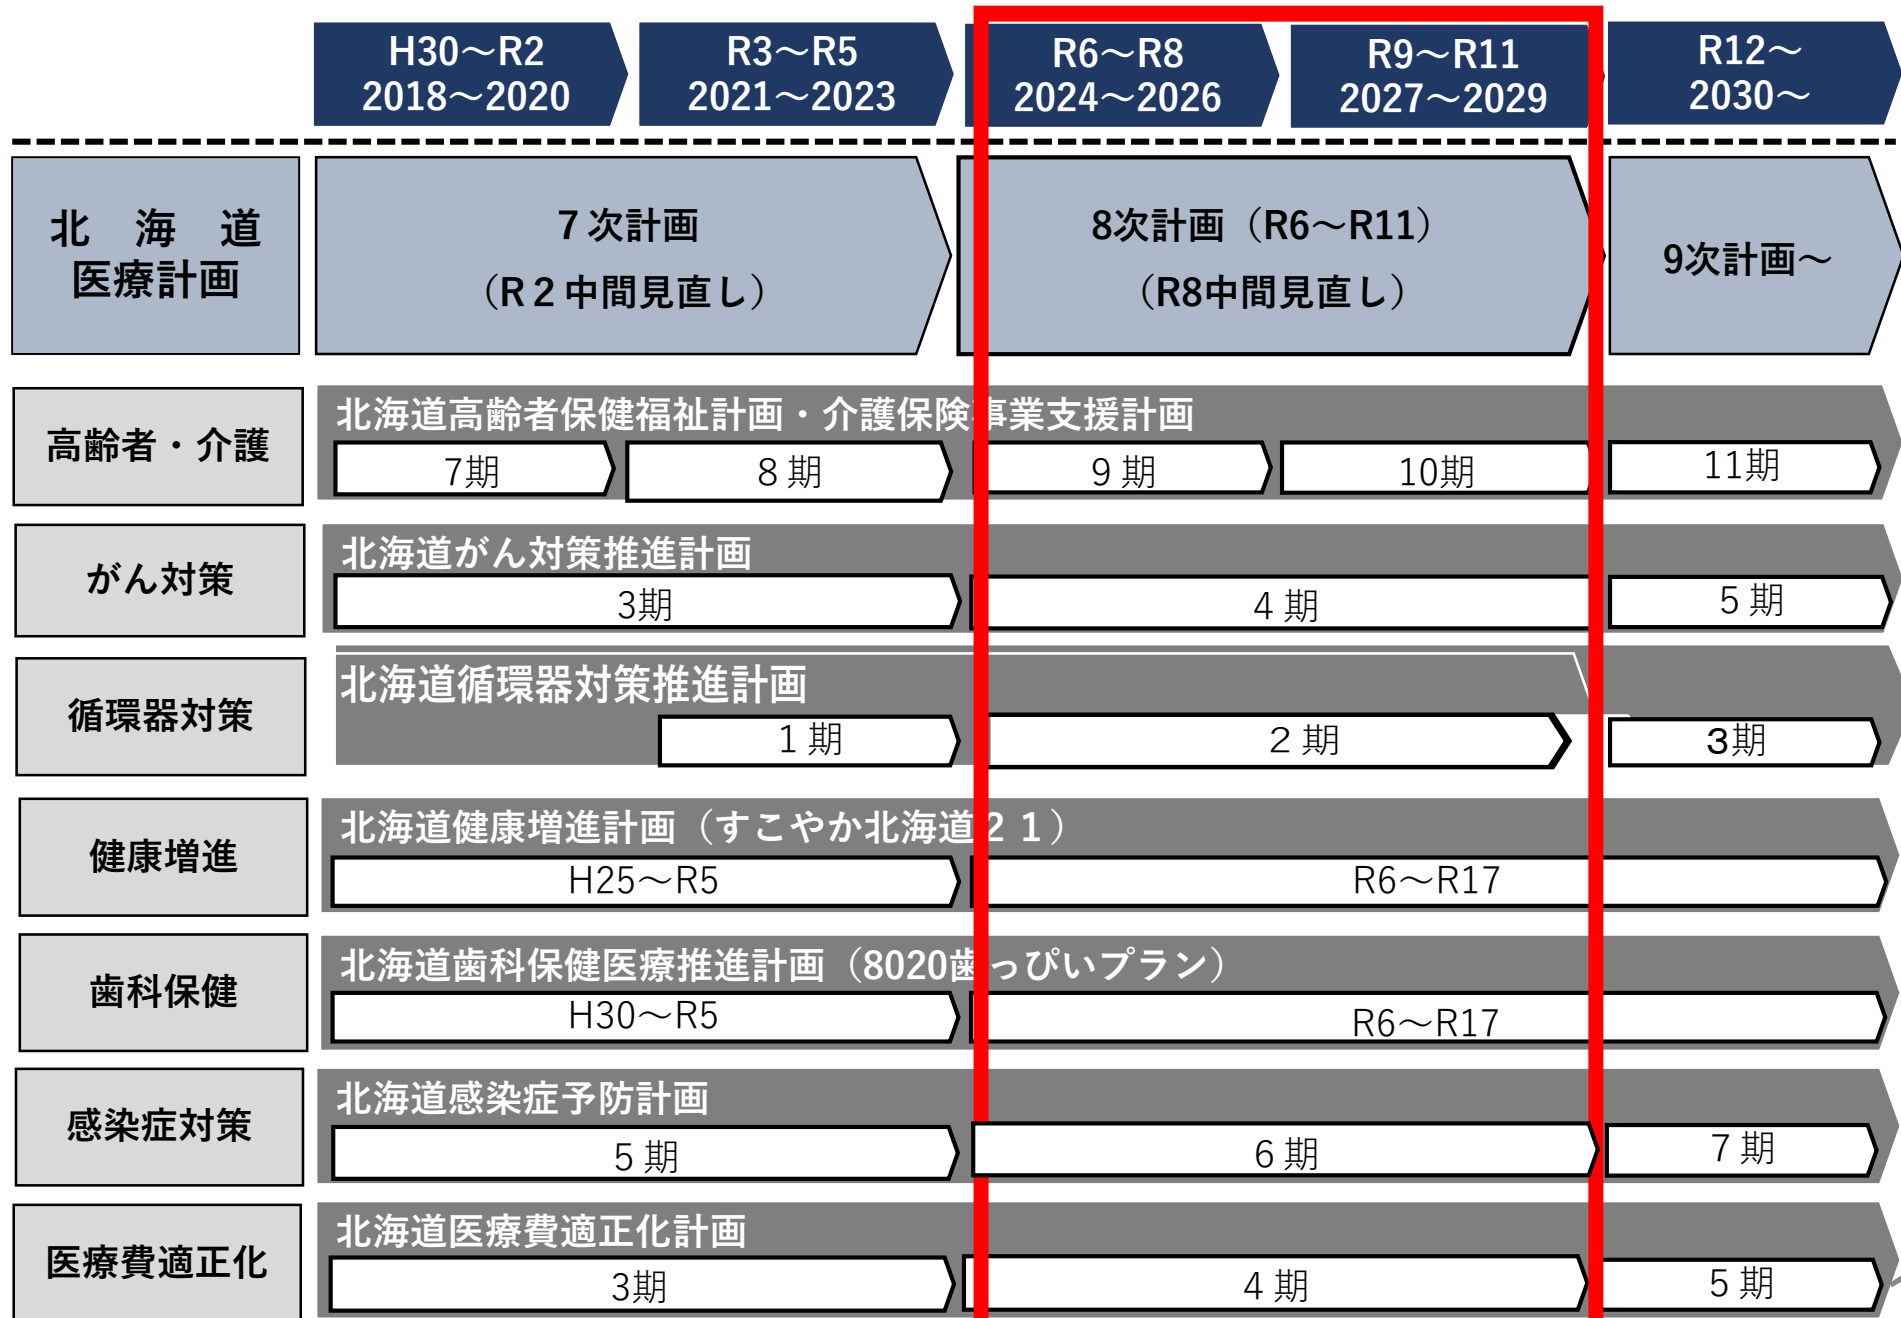 H30～R2
2018～2020
R3～R5
2021～2023
R6～R8
2024～2026
R9～R11
2027～2029
R12～
2030～
北　海　道
医療計画
７次計画
（R２中間見直し）
8次計画（R6～R11）
（R8中間見直し）
9次計画～
高齢者・介護
北海道高齢者保健福祉計画・介護保険事業支援計画
7期
８期
９期
10期
11期
がん対策
北海道がん対策推進計画
3期
４期
５期
循環器対策
北海道循環器対策推進計画
１期
２期
3期
健康増進
北海道健康増進計画（すこやか北海道２１）
H25～R5
R6～R17
歯科保健
北海道歯科保健医療推進計画（8020歯っぴいプラン）
H30～R5
R6～R17
感染症対策
北海道感染症予防計画
５期
６期
７期
医療費適正化
北海道医療費適正化計画
3期
４期
５期